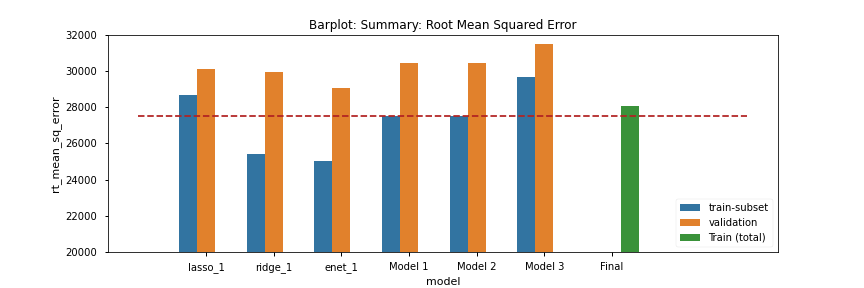 Barplot: Summary: Root Mean Squared Error
rt_mean_sq_error
32000
30000
28000
26000
24000
22000
20000
lasso_1
ridge_1
enet_1
Model 1
Model 2
Model 3
Final
model
train-subset
validation
Train (total)